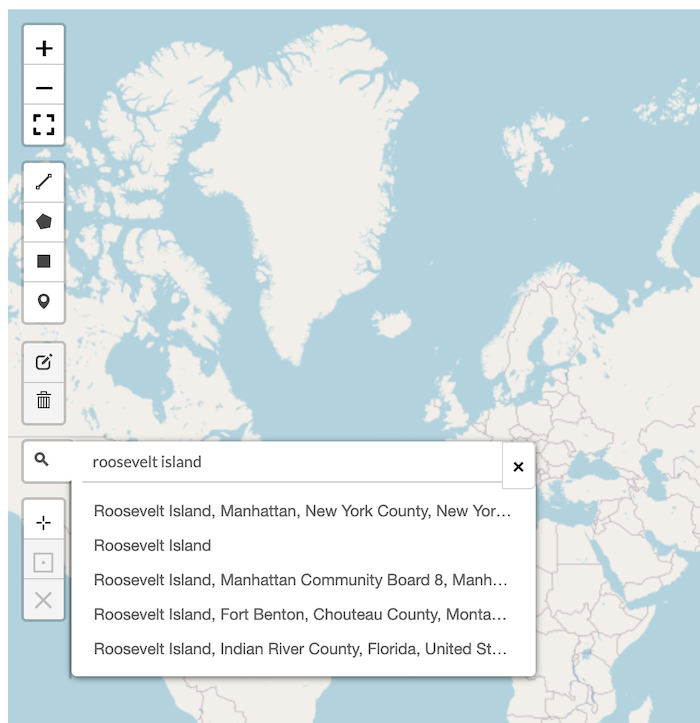 roosevelt island
Roosevelt Island, Manhattan, New York County, New Yor...
Roosevelt Island
Roosevelt Island, Manhattan Community Board 8, Manh...
Roosevelt Island, Fort Benton, Chouteau County, Monta...
Roosevelt Island, Indian River County, Florida, United St...